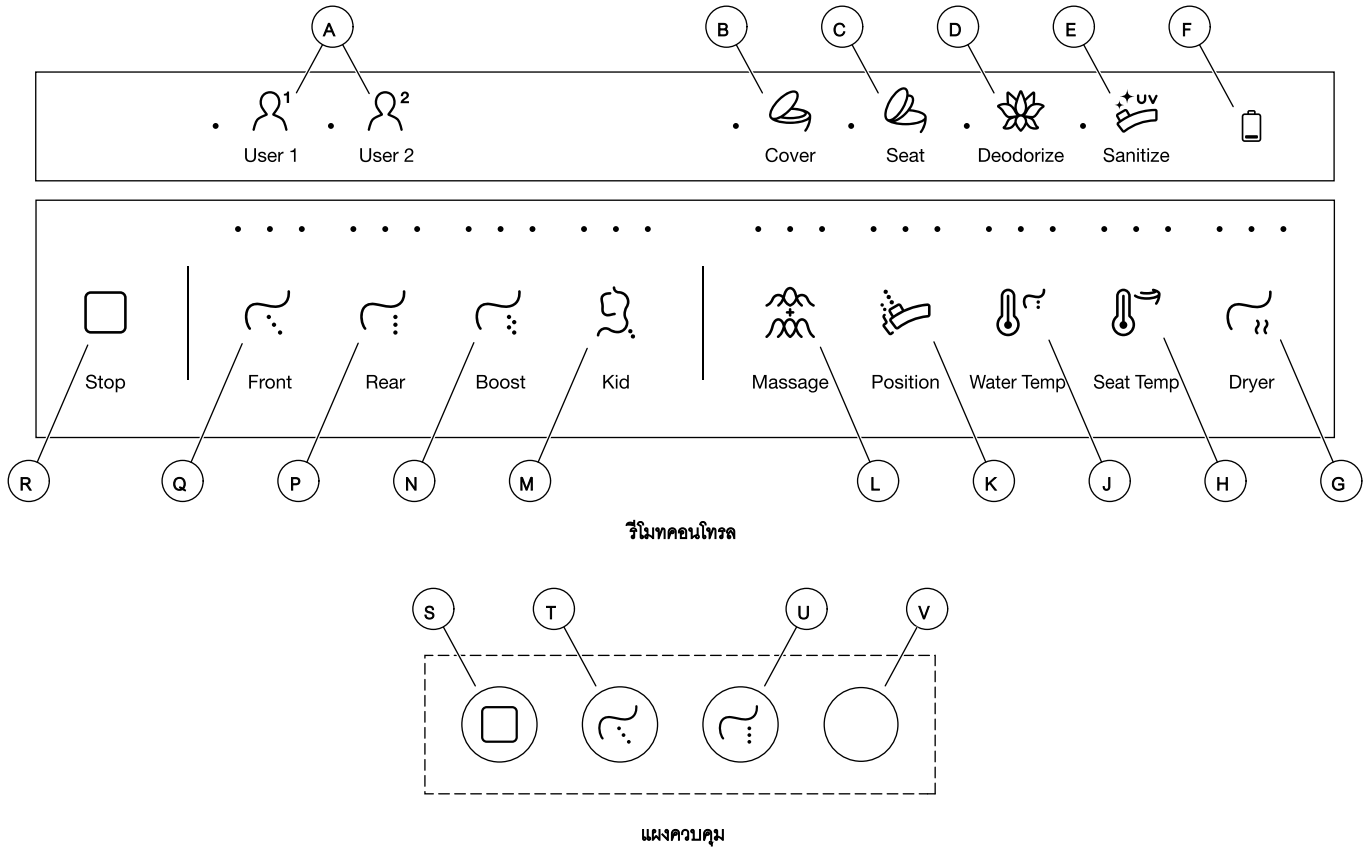 A B C D E F
1 2 UV
User 1 User 2 Cover Seat Deodorize Sanitize
Stop Front Rear Boost Kid Massage Position Water Temp Seat Temp Dryer
R Q P N M L K J H G
รีโมทคอนโทรล
S T U V
แผงควบคุม